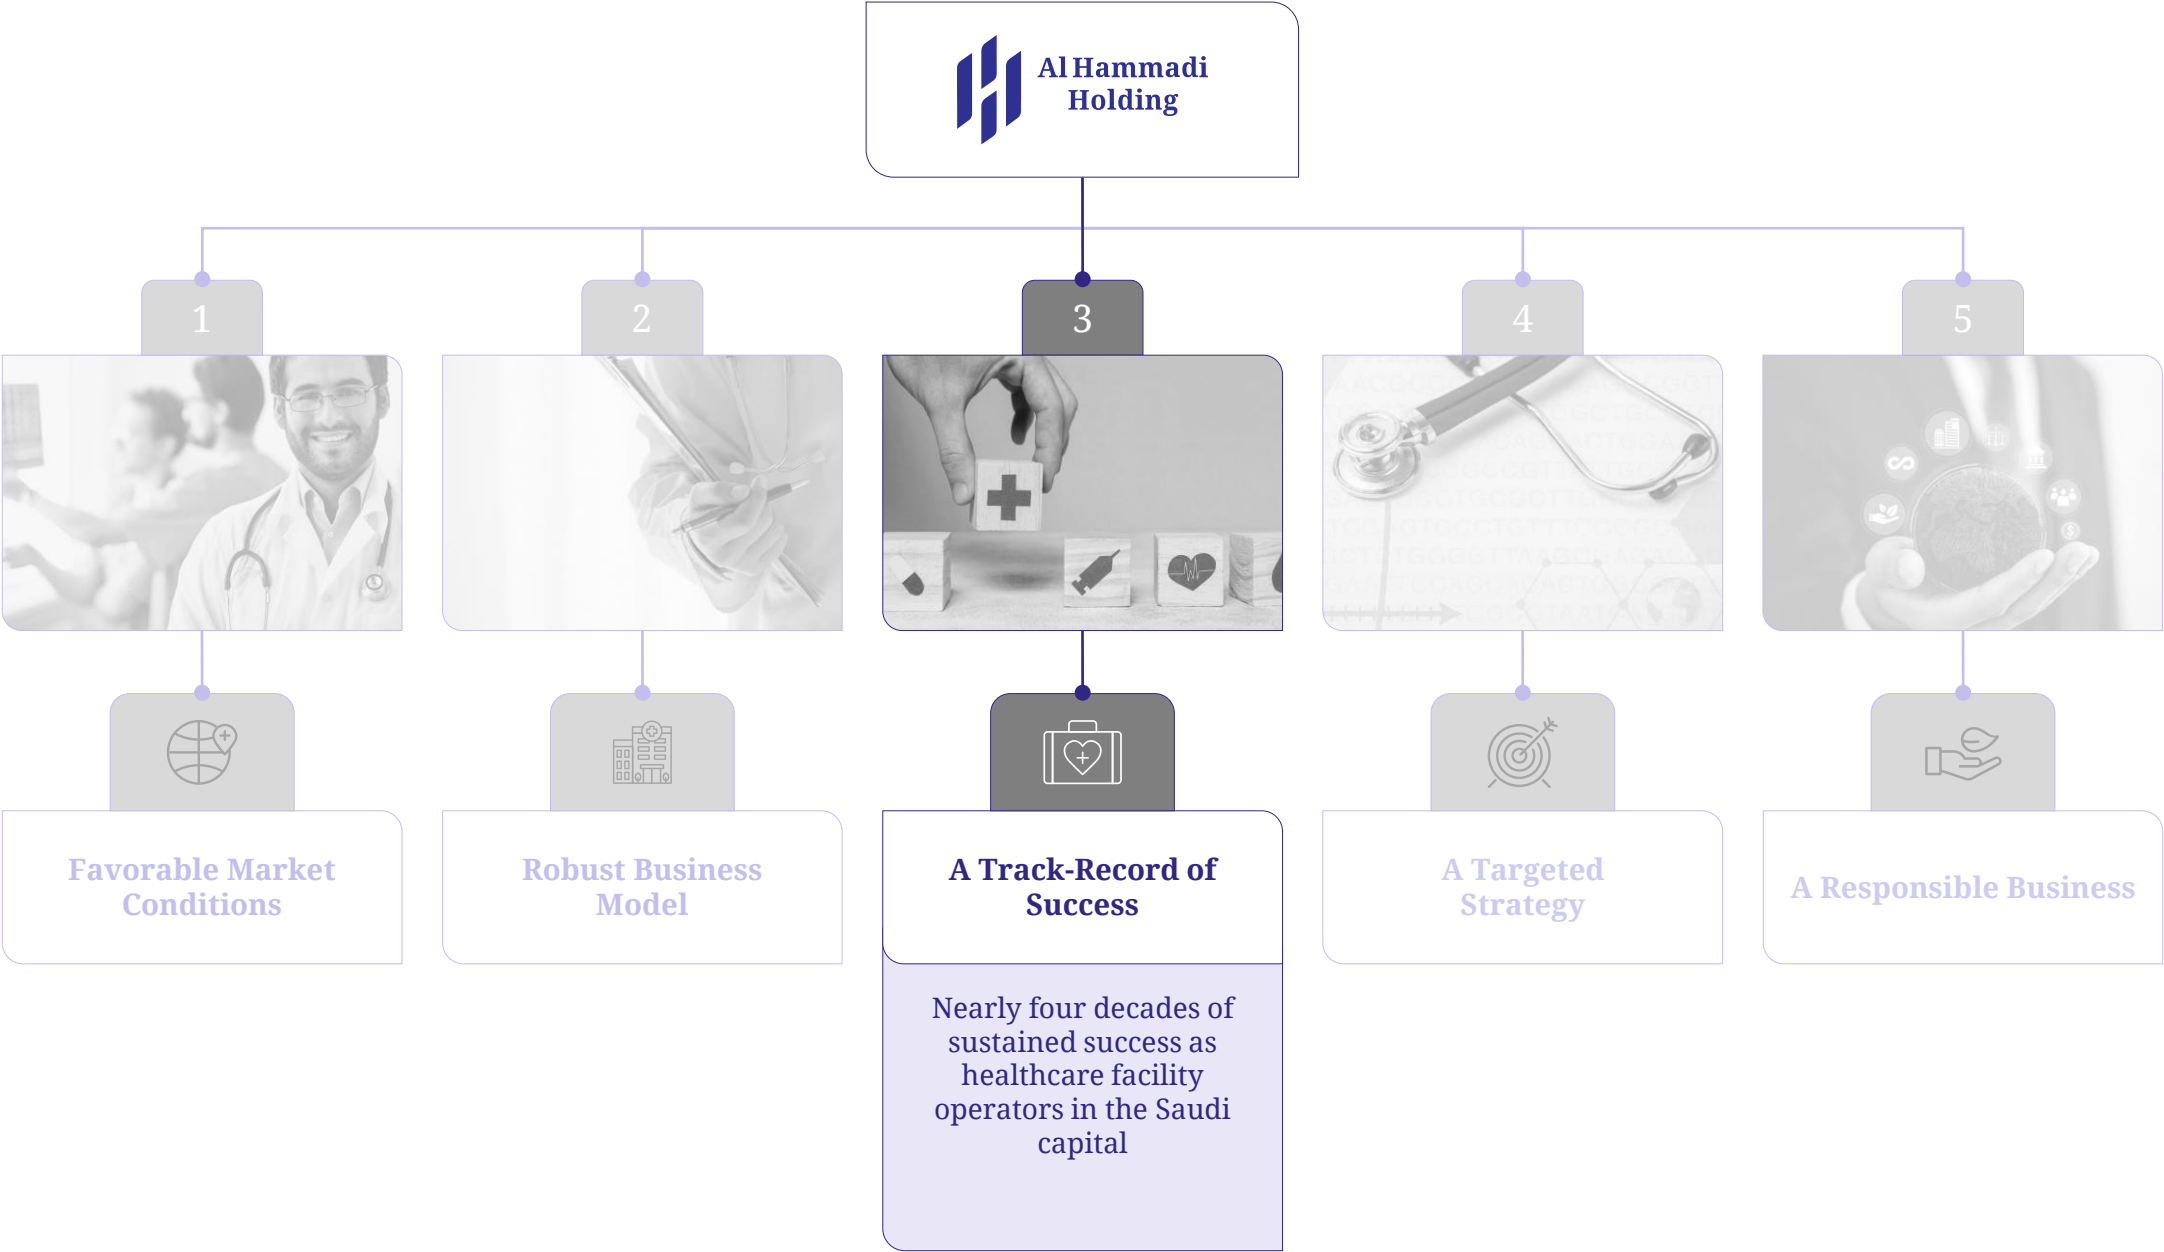 Al Hammadi
Holding
1
2
3
4
5
Favorable Market
Conditions
Robust Business
Model
A Track-Record of
Success
A Targeted
Strategy
A Responsible Business
Nearly four decades of
sustained success as
healthcare facility
operators in the Saudi
capital